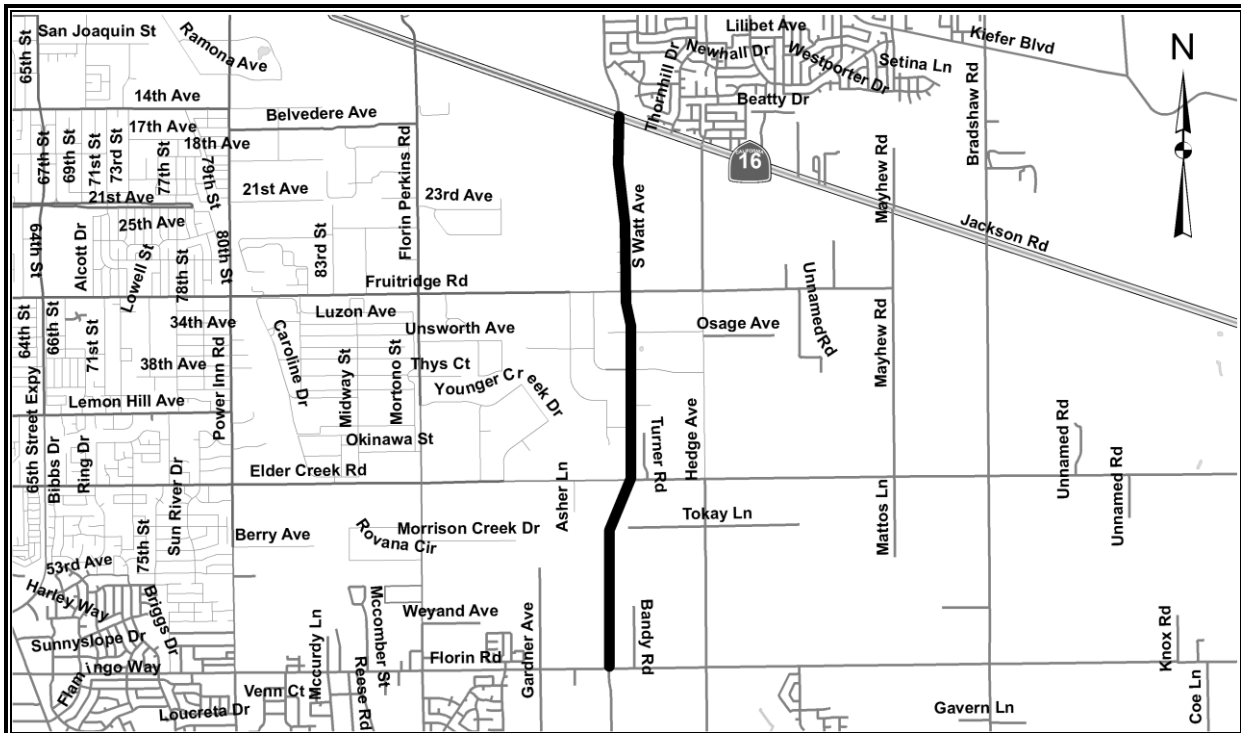 San Joaquin St
Ramona Ave
65th St
Lilibet Ave
Newhall Dr
Westporter Dr
Setina Ln
Kiefer Blvd
Thornhill Dr
Beatty Dr
Bradshaw Rd
N
14th Ave
Belvedere Ave
17th Ave
18th Ave
67th St
69th St
71st St
73rd St
77th St
79th St
Florin Perkins Rd
16
Mayhew Rd
21st Ave
21st Ave
23rd Ave
S Watt Ave
Jackson Rd
64th St
Alcott Dr
25th Ave
Lowell St
78th St
80th St
83rd St
Fruitridge Rd
Unnamed Rd
64th St
66th St
71st St
34th Ave
38th Ave
Lemon Hill Ave
Power Inn Rd
Caroline Dr
Luzon Ave
Unsworth Ave
Midway St
Mortono St
Thys Ct
Younger Creek Dr
Okinawa St
Osage Ave
Mayhew Rd
65th Street Expy
Bibbs Dr
Ring Dr
Sun River Dr
Elder Creek Rd
Asher Ln
Turner Rd
Hedge Ave
Unnamed Rd
Unnamed Rd
75th St
Berry Ave
Rovana Cir
Morrison Creek Dr
Tokay Ln
Mattos Ln
53rd Ave
Harley Way
Briggs Dr
Sunnyslope Dr
Flamingo Way
Mccurdy Ln
Mccomber St
Reese Rd
Weyand Ave
Florin Rd
Gardner Ave
Bandy Rd
Knox Rd
Venn Ct
Loucreta Dr
Gavern Ln
Coe Ln